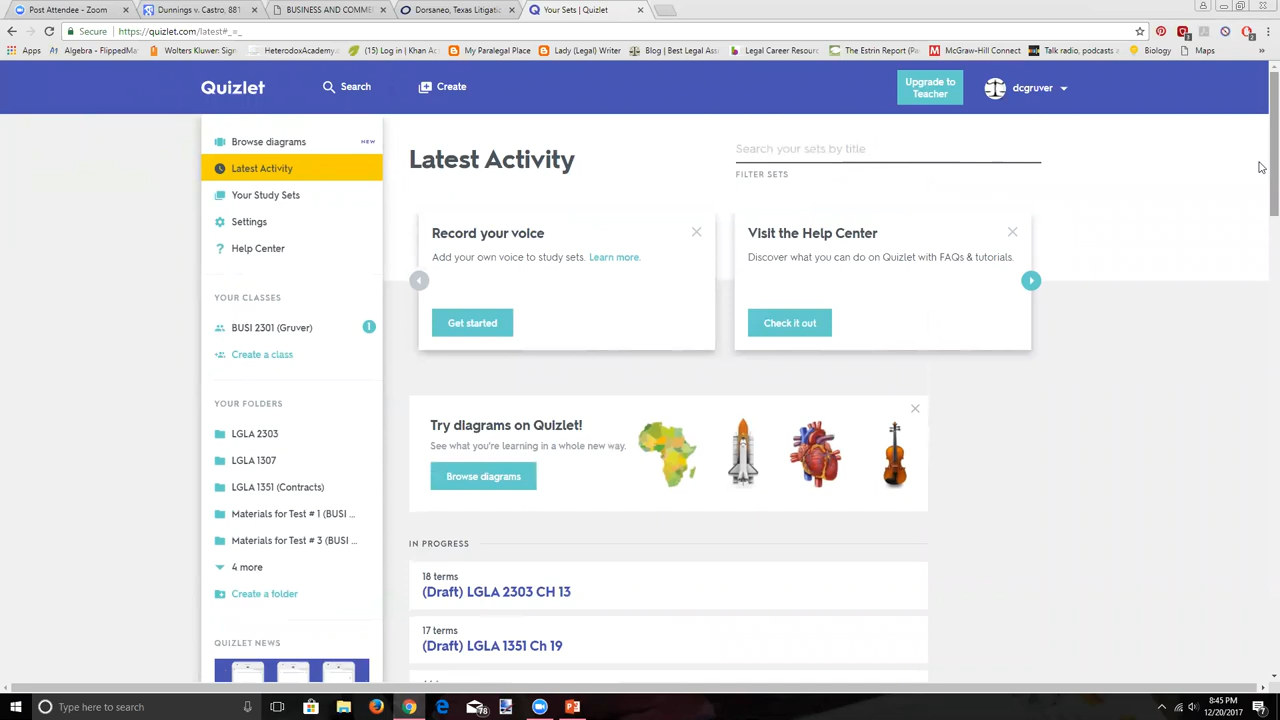 Post Attendee - Zoom
Dunnings v. Castro, 881
BUSINESS AND COMME
Dorsaneo, Texas Litigati
Your Sets | Quizlet
Secure | https://quizlet.com/latest#_=_
Apps
Algebra - FlippedMa
Wolters Kluwer Sign
HeterodoxAcademy
(15) Log in | Khan Ac
My Paralegal Place
Lady (Legal) Writer
Blog | Best Legal Ass
Legal Career Resour
The Estrin Report (Pa
McGraw-Hill Connect
Talk radio, podcasts a
Biology
Maps
Quizlet
Search
Create
Upgrade to
Teacher
dcgruver
Browse diagrams
NEW
Latest Activity
Your Study Sets
Settings
Help Center
YOUR CLASSES
BUSI 2301 (Gruver)
1
Create a class
YOUR FOLDERS
LGLA 2303
LGLA 1307
LGLA 1351 (Contracts)
Materials for Test # 1 (BUSI ...
Materials for Test # 3 (BUSI ...
4 more
Create a folder
QUIZLET NEWS
Latest Activity
Search your sets by title
FILTER SETS
Record your voice
Add your own voice to study sets. Learn more.
Get started
Visit the Help Center
Discover what you can do on Quizlet with FAQs & tutorials.
Check it out
Try diagrams on Quizlet!
See what you're learning in a whole new way.
Browse diagrams
IN PROGRESS
18 terms
(Draft) LGLA 2303 CH 13
17 terms
(Draft) LGLA 1351 Ch 19
Type here to search
78
8:45 PM
12/20/2017